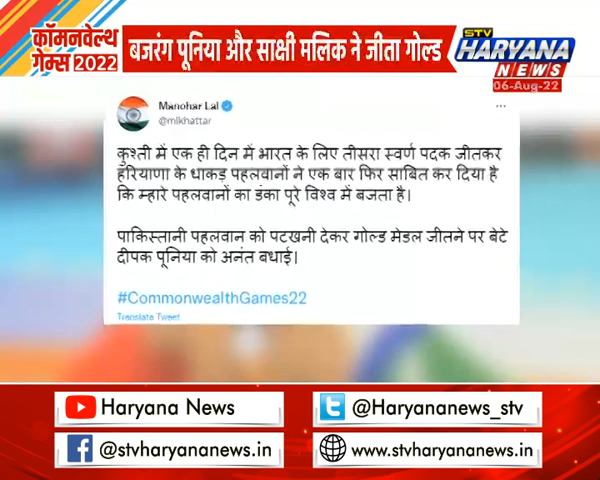 कॉमनवेल्थ
गेम्स 2022
बजरंग पूनिया और साक्षी मलिक ने जीता गोल्ड
STV
HARYANA
NEWS
06-Aug-22
Manohar Lal
@mlkhattar
कुश्ती में एक ही दिन में भारत के लिए तीसरा स्वर्ण पदक जीतकर
हरियाणा के धाकड़ पहलवानों ने एक बार फिर साबित कर दिया है
कि म्हारे पहलवानों का डंका पूरे विश्व में बजता है।
पाकिस्तानी पहलवान को पटखनी देकर गोल्ड मेडल जीतने पर बेटे
दीपक पूनिया को अनंत बधाई।
#CommonwealthGames22
Translate Tweet
Haryana News
@Haryananews_stv
@stvharyananews.in
www.stvharyananews.in